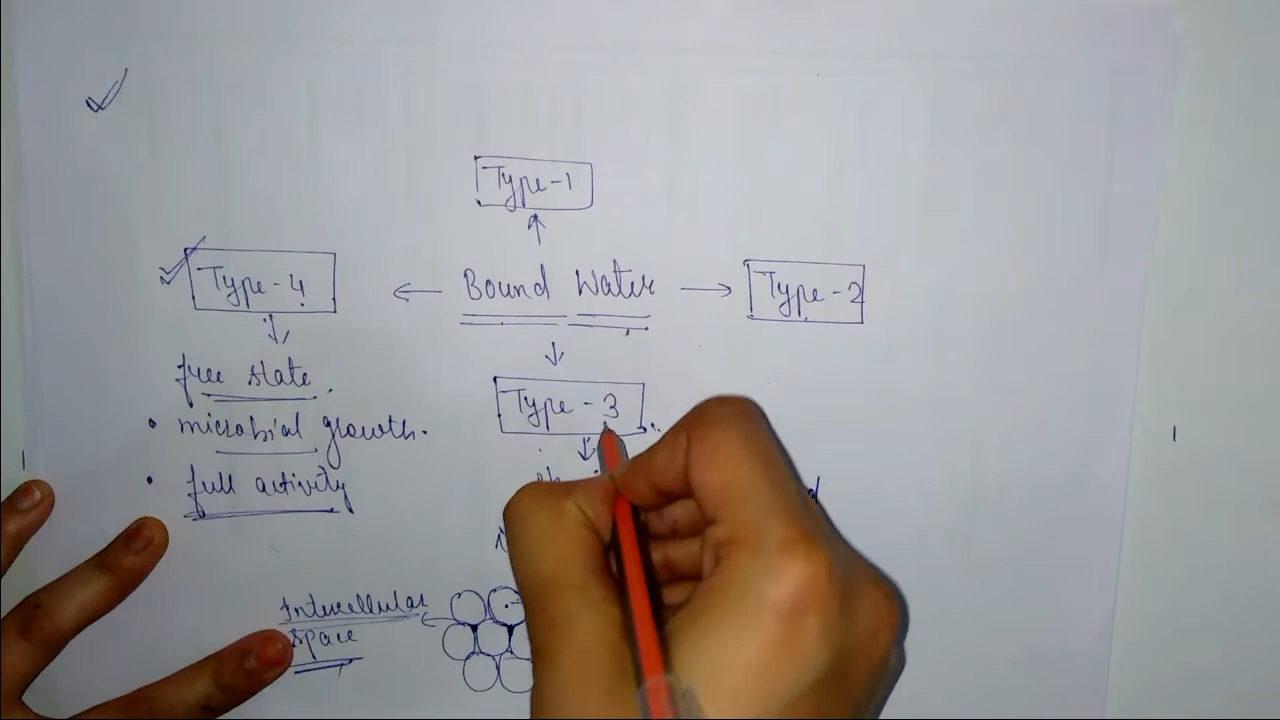 Type-1
Type-4
Bound Water
Type-2
free state.
Type-3
• microbial growth.
• full activity
Intercellular
space